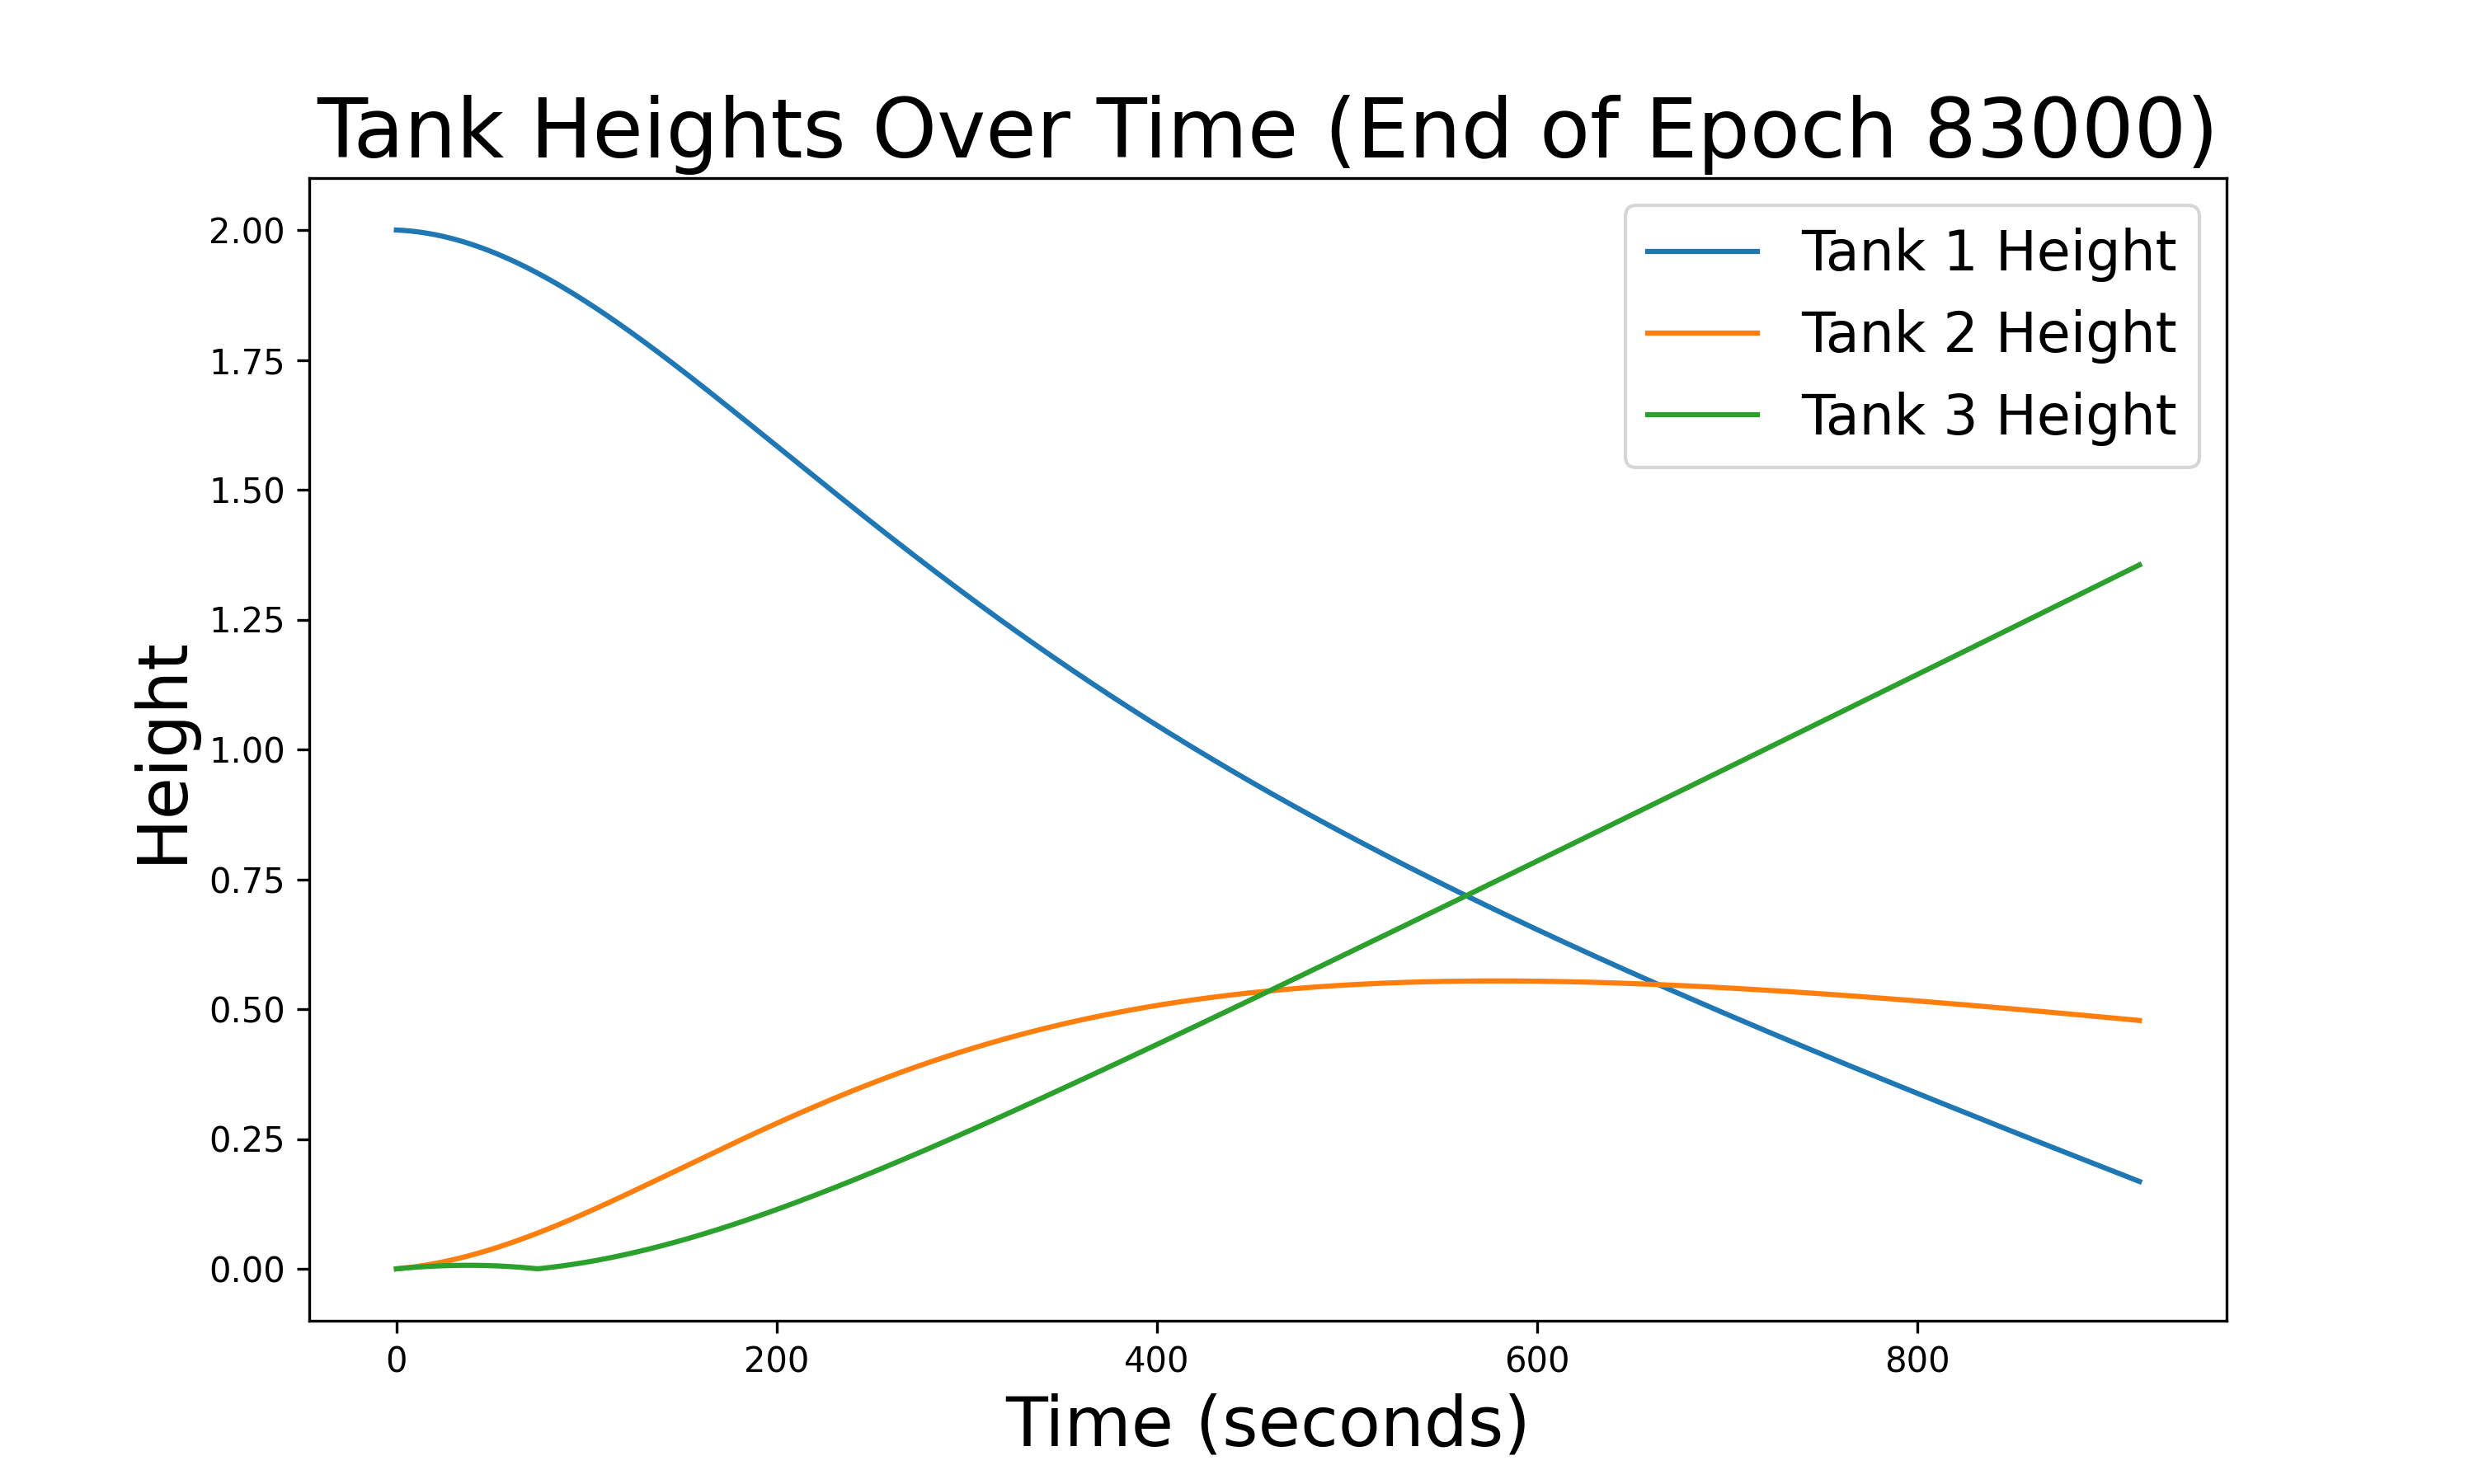 Tank Heights Over Time (End of Epoch 83000)
Tank 1 Height
Tank 2 Height
Tank 3 Height
Height
2.00
1.75
1.50
1.25
1.00
0.75
0.50
0.25
0.00
0 200 400 600 800
Time (seconds)